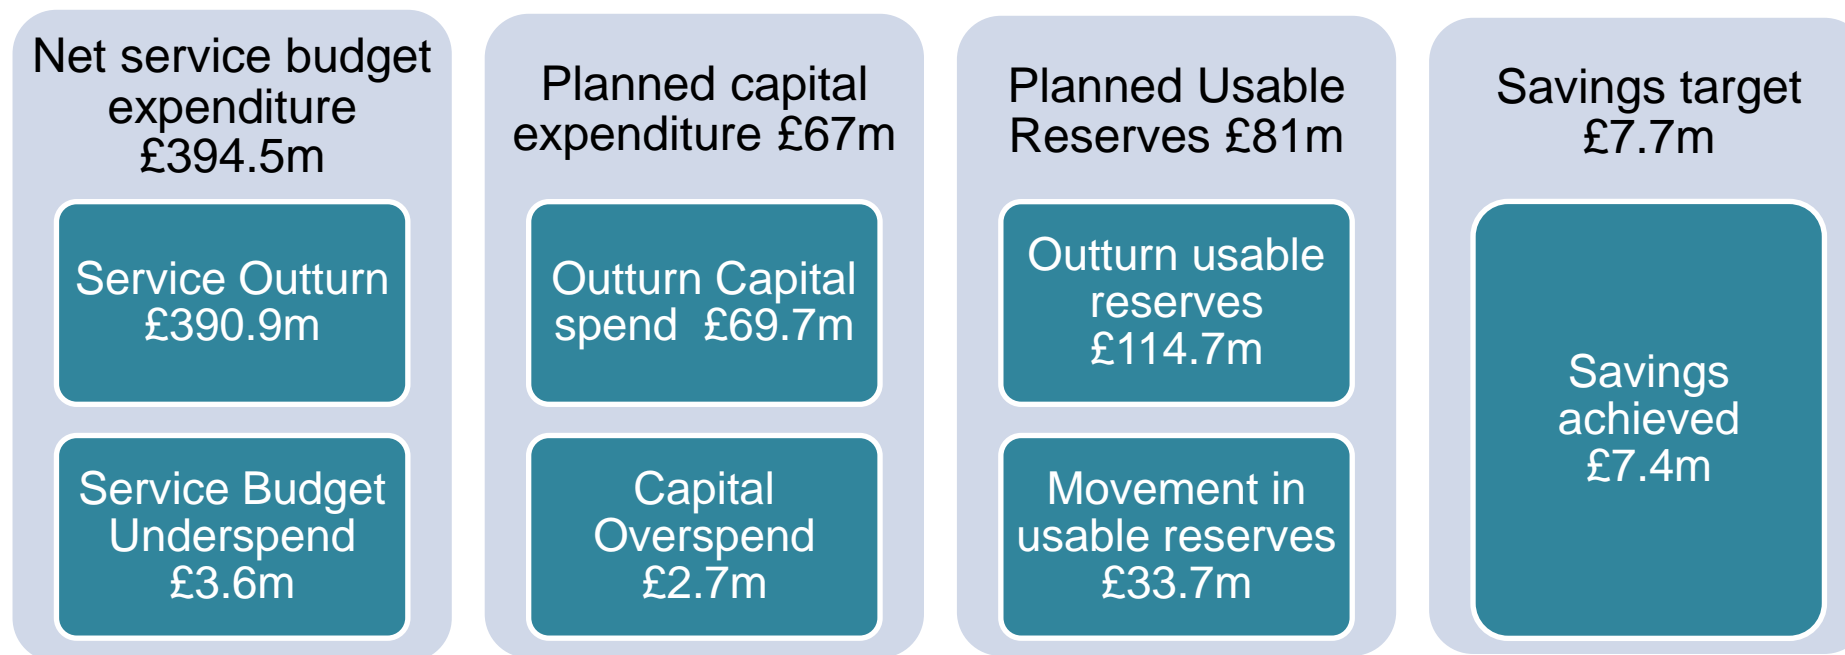 Net service budget
expenditure
£394.5m
Service Outturn
£390.9m
Service Budget
Underspend
£3.6m
Planned capital
expenditure £67m
Outturn Capital
spend  £69.7m
Capital
Overspend
£2.7m
Planned Usable
Reserves £81m
Outturn usable
reserves
£114.7m
Movement in
usable reserves
£33.7m
Savings target
£7.7m
Savings
achieved
£7.4m